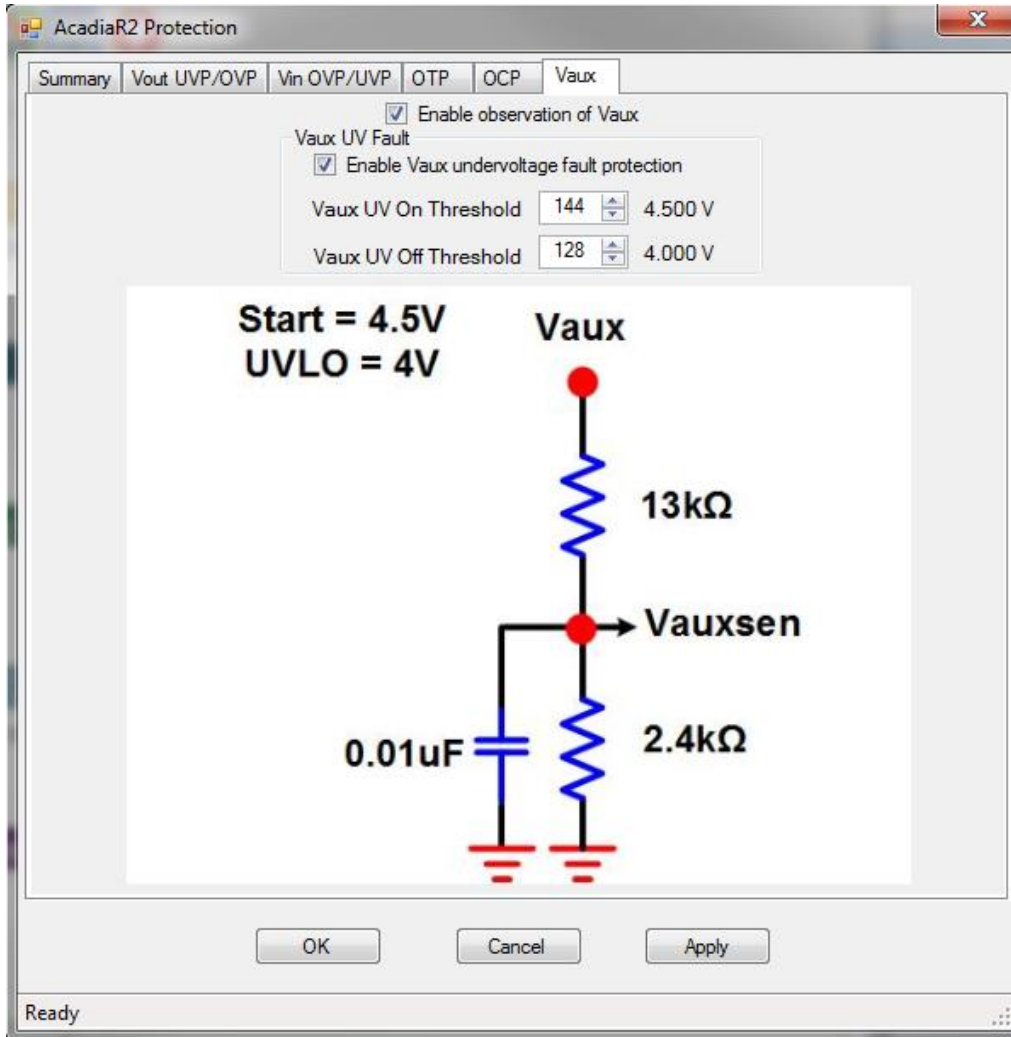 AcadiaR2 Protection
Summary Vout UVP/OVP Vin OVP/UVP OTP OCP Vaux
Enable observation of Vaux
Vaux UV Fault
Enable Vaux undervoltage fault protection
Vaux UV On Threshold 144 4.500 V
Vaux UV Off Threshold 128 4.000 V
Start = 4.5V
UVLO = 4V
Vaux
13kΩ
Vauxsen
0.01uF
2.4kΩ
OK Cancel Apply
Ready